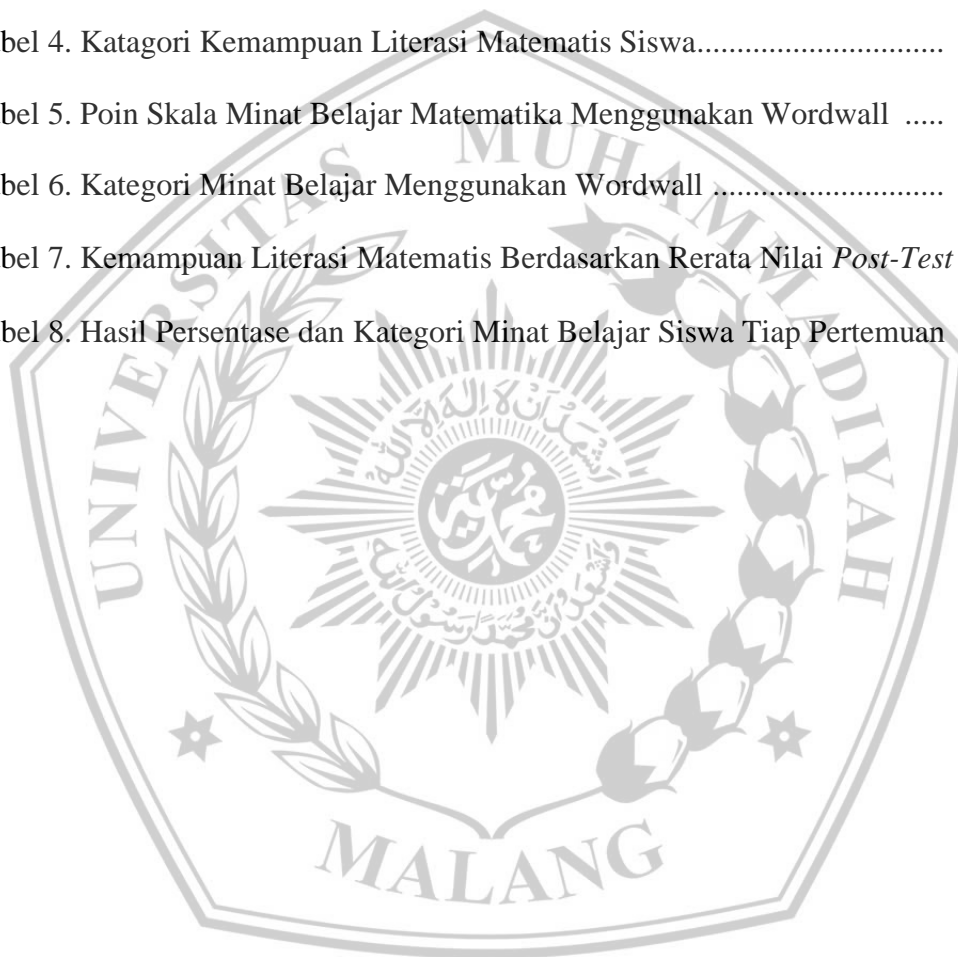 bel 4. Katagori Kemampuan Literasi Matematis Siswa...............................
bel 5. Poin Skala Minat Belajar Matematika Menggunakan Wordwall .....
bel 6. Kategori Minat Belajar Menggunakan Wordwall .............................
bel 7. Kemampuan Literasi Matematis Berdasarkan Rerata Nilai Post-Test
bel 8. Hasil Persentase dan Kategori Minat Belajar Siswa Tiap Pertemuan
UNIVERSITAS MUHAMMADIYAH
MALANG